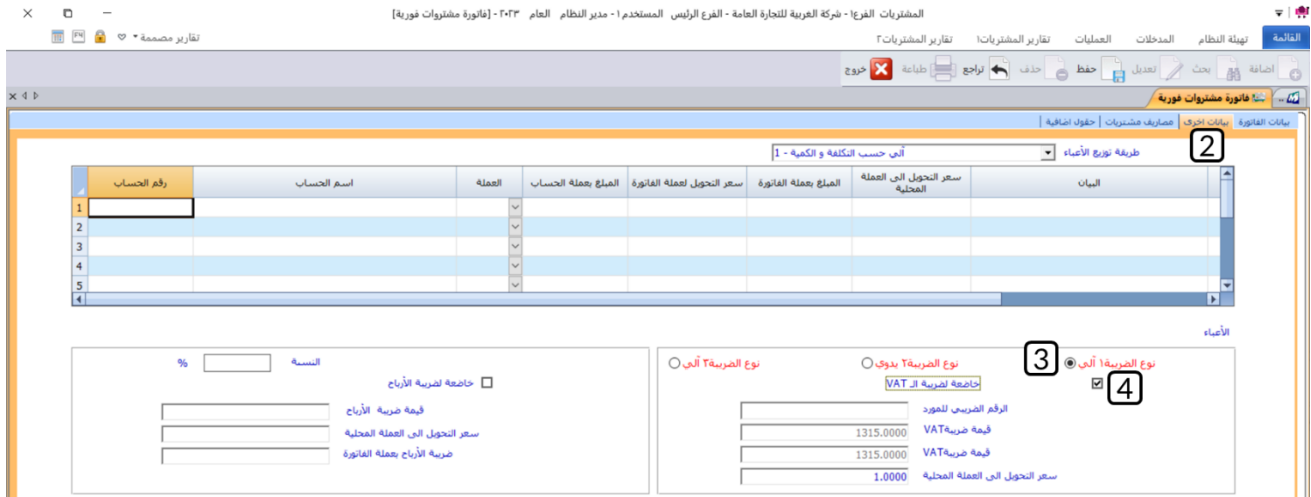 المشتريات الفرع١ - شركة الغربية للتجارة العامة - الفرع الرئيس المستخدم ١ - مدير النظام العام ٢٠٢٣ - [فاتورة مشتروات فورية]
القائمة تهيئة النظام المدخلات العمليات تقارير المشتريات١ تقارير المشتريات٢ تقارير مصممة
اضافة بحث تعديل حفظ حذف تراجع طباعة خروج
فاتورة مشتروات فورية
بيانات الفاتورة بيانات اخرى | مصاريف مشتريات | حقول اضافية |
2
طريقة توزيع الأعباء آلي حسب التكلفة و الكمية - 1
رقم الحساب اسم الحساب العملة المبلغ بعملة الحساب سعر التحويل لعملة الفاتورة المبلغ بعملة الفاتورة سعر التحويل الى العملة المحلية البيان
1
2
3
4
5
الأعباء
نوع الضريبة١ آلي 3 نوع الضريبة٢ يدوي نوع الضريبة٣ آلي
4 خاضعة لضريبة الـ VAT
الرقم الضريبي للمورد
قيمة ضريبةVAT 1315.0000
قيمة ضريبةVAT 1315.0000
سعر التحويل الى العملة المحلية 1.0000
النسبة %
خاضعة لضريبة الأرباح
قيمة ضريبة الأرباح
سعر التحويل الى العملة المحلية
ضريبة الأرباح بعملة الفاتورة